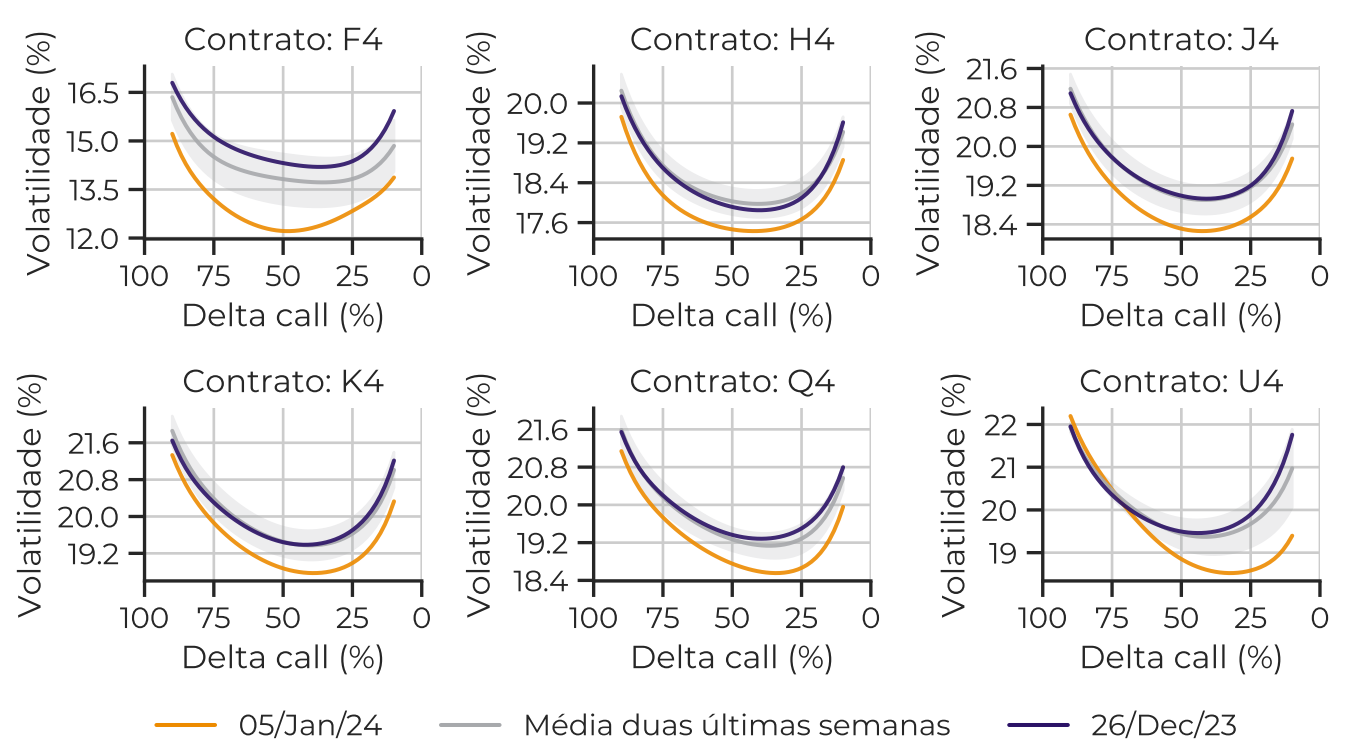 Contrato: F4
Volatilidade (%)
16.5
15.0
13.5
12.0
100 75 50 25 0
Delta call (%)
Contrato: H4
Volatilidade (%)
20.0
19.2
18.4
17.6
100 75 50 25 0
Delta call (%)
Contrato: J4
Volatilidade (%)
21.6
20.8
20.0
19.2
18.4
100 75 50 25 0
Delta call (%)
Contrato: K4
Volatilidade (%)
21.6
20.8
20.0
19.2
100 75 50 25 0
Delta call (%)
Contrato: Q4
Volatilidade (%)
21.6
20.8
20.0
19.2
18.4
100 75 50 25 0
Delta call (%)
Contrato: U4
Volatilidade (%)
22
21
20
19
100 75 50 25 0
Delta call (%)
05/Jan/24 Média duas últimas semanas 26/Dec/23